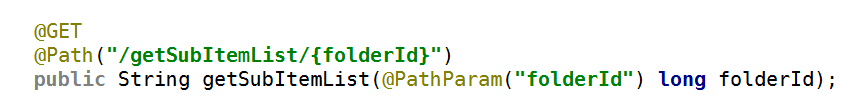 @GET
@Path("/getSubItemList/{folderId}")
public String getSubItemList(@PathParam("folderId") long folderId);